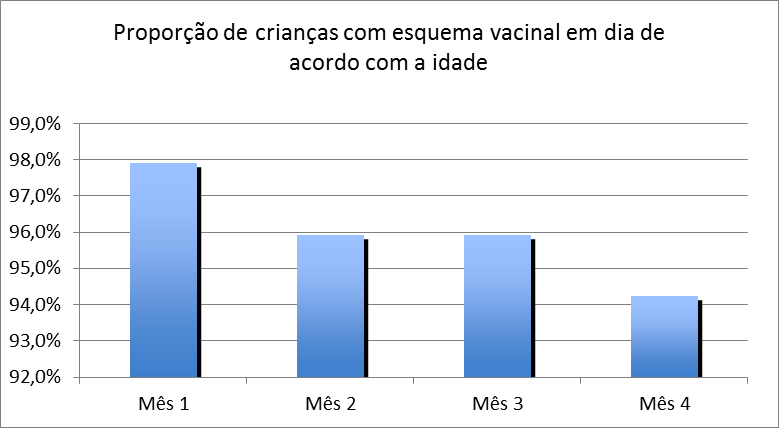 Proporção de crianças com esquema vacinal em dia de
acordo com a idade
99,0%
98,0%
97,0%
96,0%
95,0%
94,0%
93,0%
92,0%
Mês 1 Mês 2 Mês 3 Mês 4